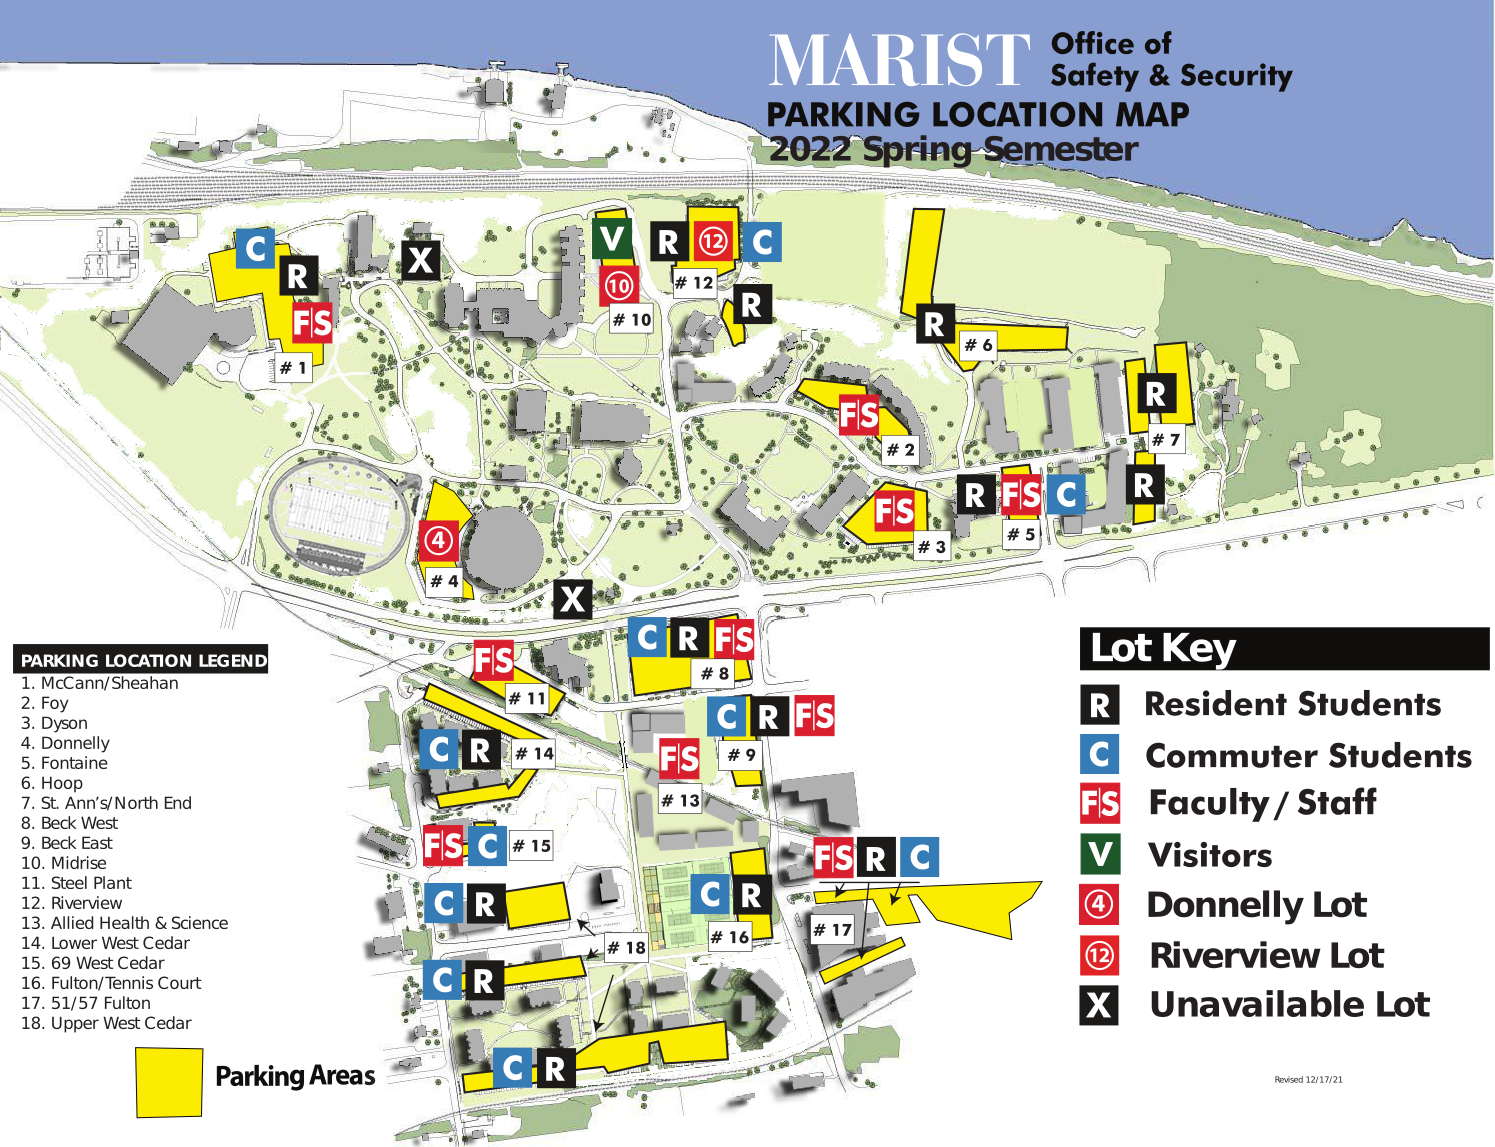 MARIST
Office of
Safety & Security
PARKING LOCATION MAP
2022 Spring Semester
C
R
FS
# 1
X
V
10
# 10
R
12
C
# 12
R
R
# 6
FS
# 2
R
# 7
R
FS
# 3
R
FS
C
# 5
4
# 4
X
C
R
FS
# 8
FS
# 11
C
R
FS
# 9
C
R
# 14
FS
# 13
FS
C
# 15
FS
R
C
# 17
C
R
C
R
# 16
# 18
C
R
C
R
PARKING LOCATION LEGEND
1. McCann/Sheahan
2. Foy
3. Dyson
4. Donnelly
5. Fontaine
6. Hoop
7. St. Ann's/North End
8. Beck West
9. Beck East
10. Midrise
11. Steel Plant
12. Riverview
13. Allied Health & Science
14. Lower West Cedar
15. 69 West Cedar
16. Fulton/Tennis Court
17. 51/57 Fulton
18. Upper West Cedar
Parking Areas
Lot Key
R Resident Students
C Commuter Students
FS Faculty / Staff
V Visitors
4 Donnelly Lot
12 Riverview Lot
X Unavailable Lot
Revised 12/17/21